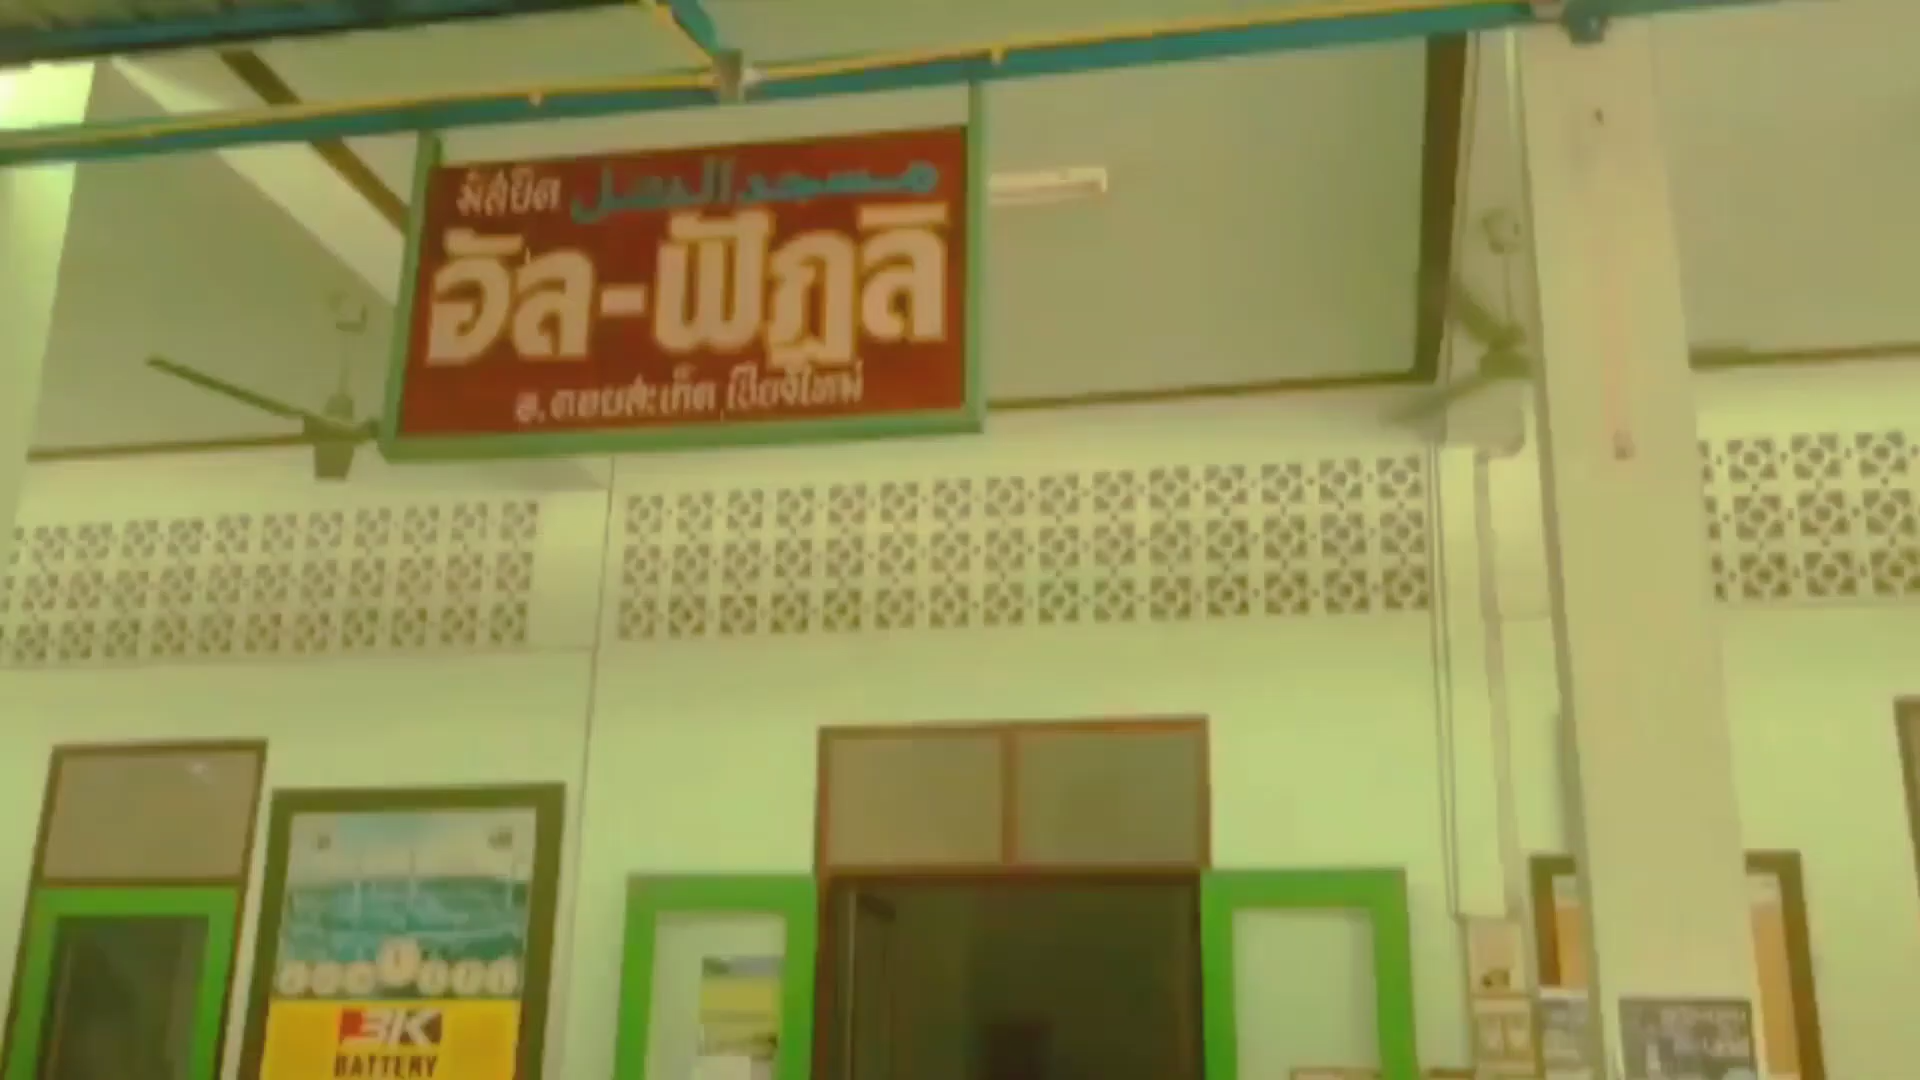 มัสยิด مسجد الفضل
อัล-ฟัฎลิ
อ. ดอยสะเก็ด เชียงใหม่
3K
BATTERY